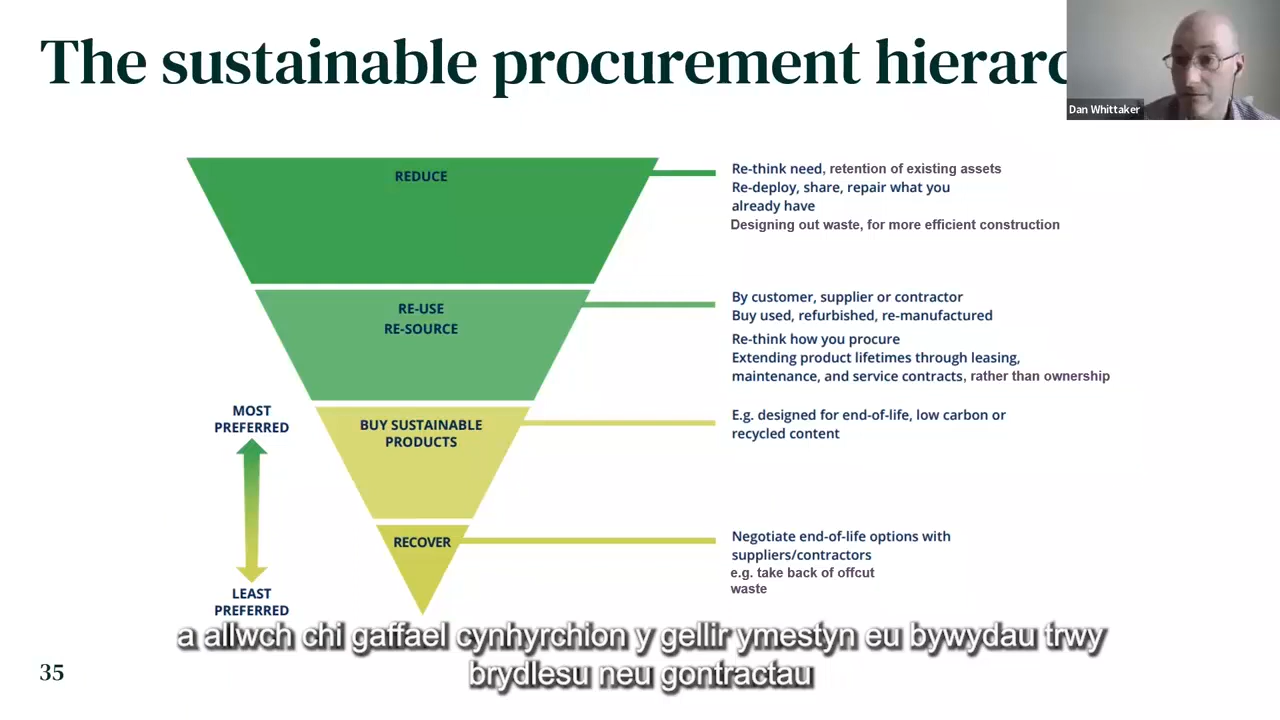 The sustainable procurement hierarc
Dan Whittaker
REDUCE
Re-think need, retention of existing assets
Re-deploy, share, repair what you
already have
Designing out waste, for more efficient construction
RE-USE
RE-SOURCE
By customer, supplier or contractor
Buy used, refurbished, re-manufactured
Re-think how you procure
Extending product lifetimes through leasing,
maintenance, and service contracts, rather than ownership
MOST
PREFERRED
BUY SUSTAINABLE
PRODUCTS
E.g. designed for end-of-life, low carbon or
recycled content
RECOVER
Negotiate end-of-life options with
suppliers/contractors
e.g. take back of offcut
waste
LEAST
PREFERRED
a allwch chi gaffael cynhyrchion y gellir ymestyn eu bywydau trwy
brydlesu neu gontractau
35